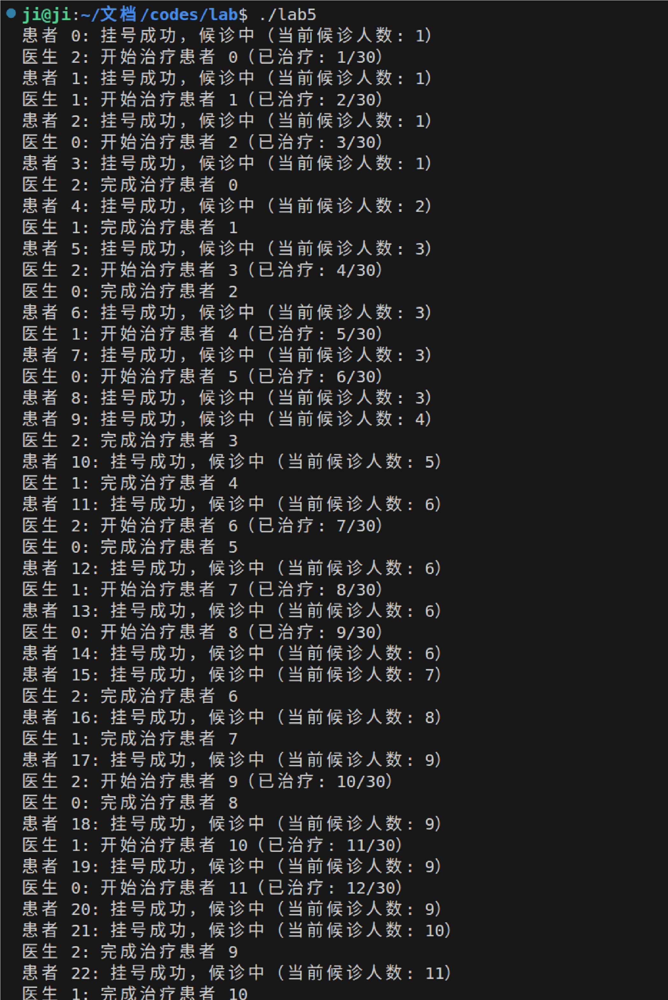 ji@ji:~/文档/codes/lab$ ./lab5
患者 0: 挂号成功，候诊中（当前候诊人数: 1）
医生 2: 开始治疗患者 0（已治疗: 1/30）
患者 1: 挂号成功，候诊中（当前候诊人数: 1）
医生 1: 开始治疗患者 1（已治疗: 2/30）
患者 2: 挂号成功，候诊中（当前候诊人数: 1）
医生 0: 开始治疗患者 2（已治疗: 3/30）
患者 3: 挂号成功，候诊中（当前候诊人数: 1）
医生 2: 完成治疗患者 0
患者 4: 挂号成功，候诊中（当前候诊人数: 2）
医生 1: 完成治疗患者 1
患者 5: 挂号成功，候诊中（当前候诊人数: 3）
医生 2: 开始治疗患者 3（已治疗: 4/30）
医生 0: 完成治疗患者 2
患者 6: 挂号成功，候诊中（当前候诊人数: 3）
医生 1: 开始治疗患者 4（已治疗: 5/30）
患者 7: 挂号成功，候诊中（当前候诊人数: 3）
医生 0: 开始治疗患者 5（已治疗: 6/30）
患者 8: 挂号成功，候诊中（当前候诊人数: 3）
患者 9: 挂号成功，候诊中（当前候诊人数: 4）
医生 2: 完成治疗患者 3
患者 10: 挂号成功，候诊中（当前候诊人数: 5）
医生 1: 完成治疗患者 4
患者 11: 挂号成功，候诊中（当前候诊人数: 6）
医生 2: 开始治疗患者 6（已治疗: 7/30）
医生 0: 完成治疗患者 5
患者 12: 挂号成功，候诊中（当前候诊人数: 6）
医生 1: 开始治疗患者 7（已治疗: 8/30）
患者 13: 挂号成功，候诊中（当前候诊人数: 6）
医生 0: 开始治疗患者 8（已治疗: 9/30）
患者 14: 挂号成功，候诊中（当前候诊人数: 6）
患者 15: 挂号成功，候诊中（当前候诊人数: 7）
医生 2: 完成治疗患者 6
患者 16: 挂号成功，候诊中（当前候诊人数: 8）
医生 1: 完成治疗患者 7
患者 17: 挂号成功，候诊中（当前候诊人数: 9）
医生 2: 开始治疗患者 9（已治疗: 10/30）
医生 0: 完成治疗患者 8
患者 18: 挂号成功，候诊中（当前候诊人数: 9）
医生 1: 开始治疗患者 10（已治疗: 11/30）
患者 19: 挂号成功，候诊中（当前候诊人数: 9）
医生 0: 开始治疗患者 11（已治疗: 12/30）
患者 20: 挂号成功，候诊中（当前候诊人数: 9）
患者 21: 挂号成功，候诊中（当前候诊人数: 10）
医生 2: 完成治疗患者 9
患者 22: 挂号成功，候诊中（当前候诊人数: 11）
医生 1: 完成治疗患者 10